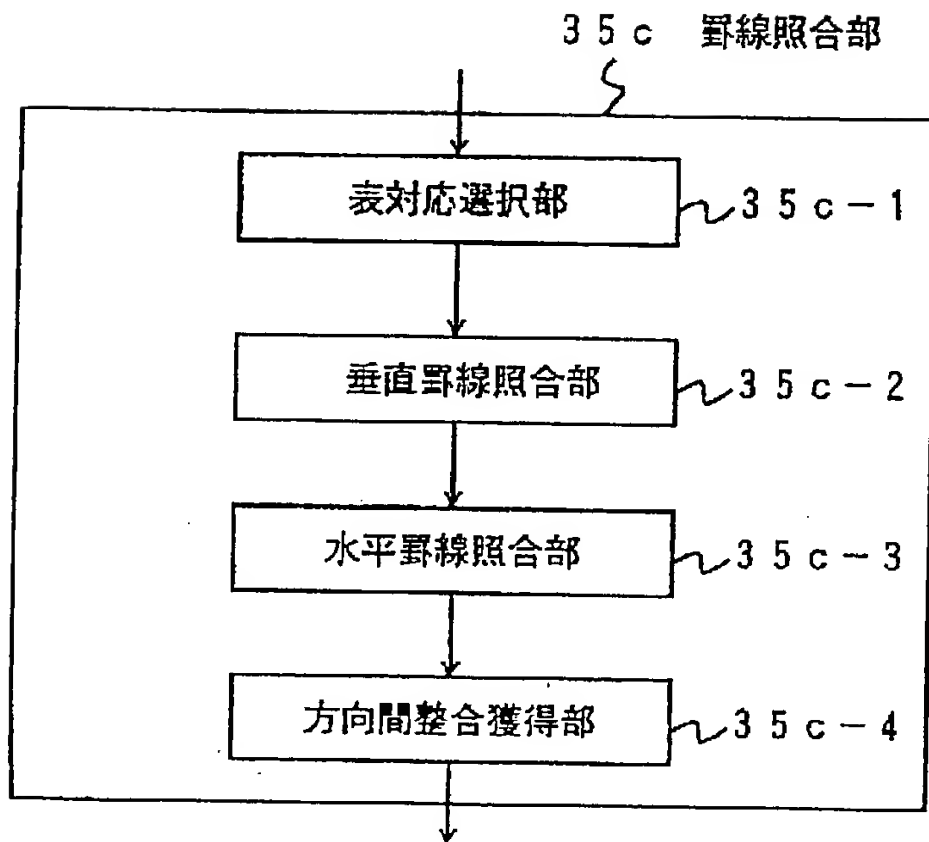 35c 罫線照合部
表対応選択部 35c-1
垂直罫線照合部 35c-2
水平罫線照合部 35c-3
方向間整合獲得部 35c-4